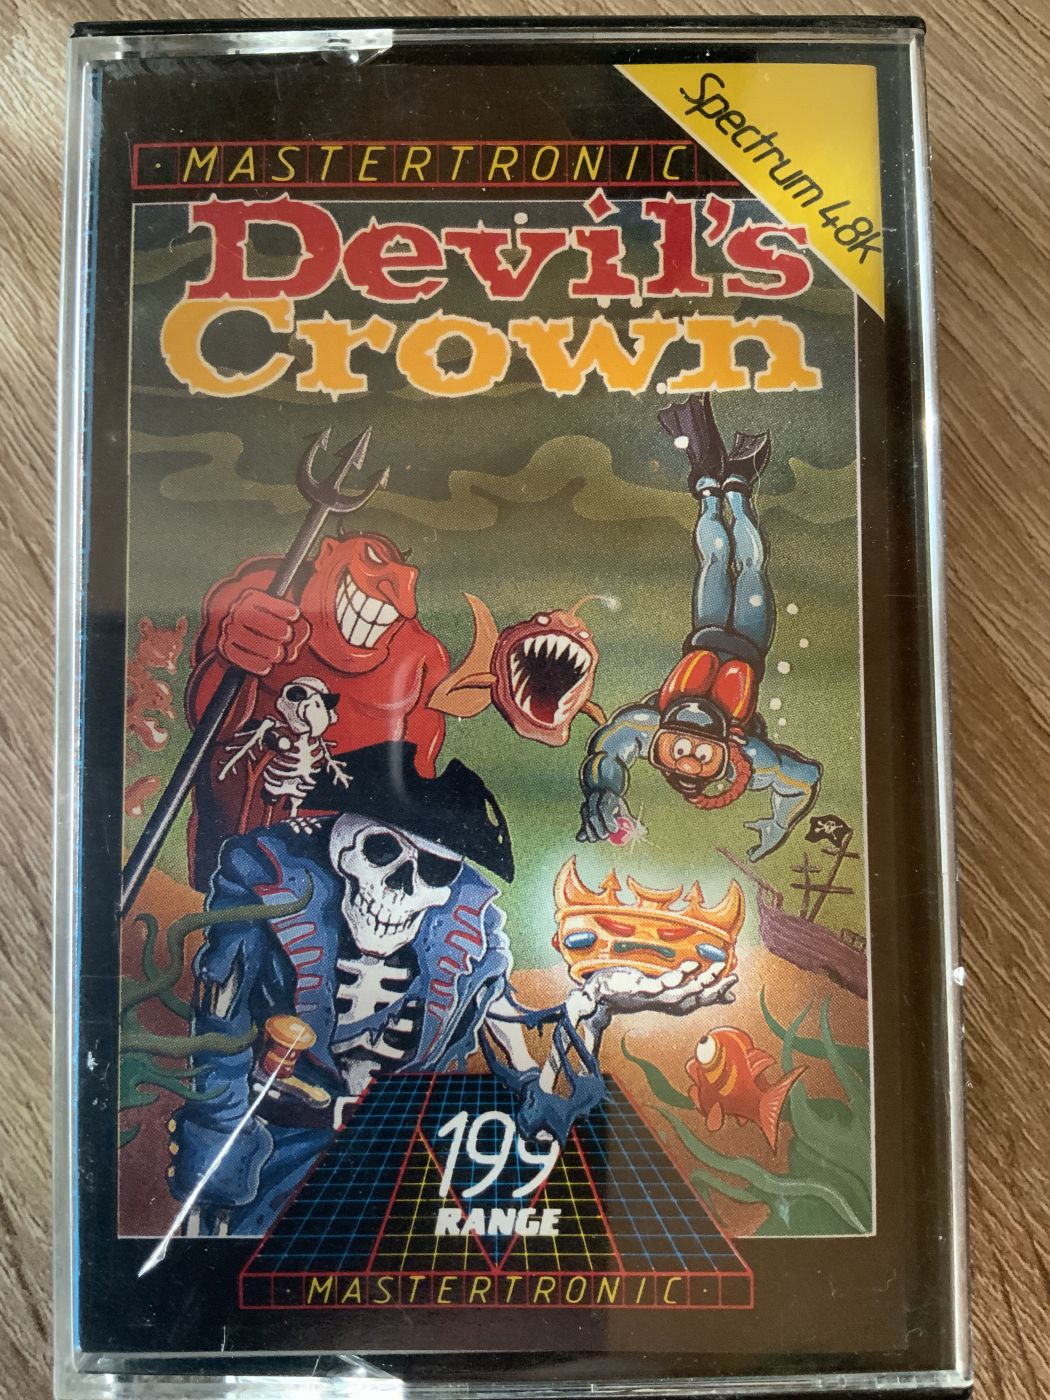 MASTERTRONIC
Spectrum 48K
Devil's
Crown
199
RANGE
MASTERTRONIC